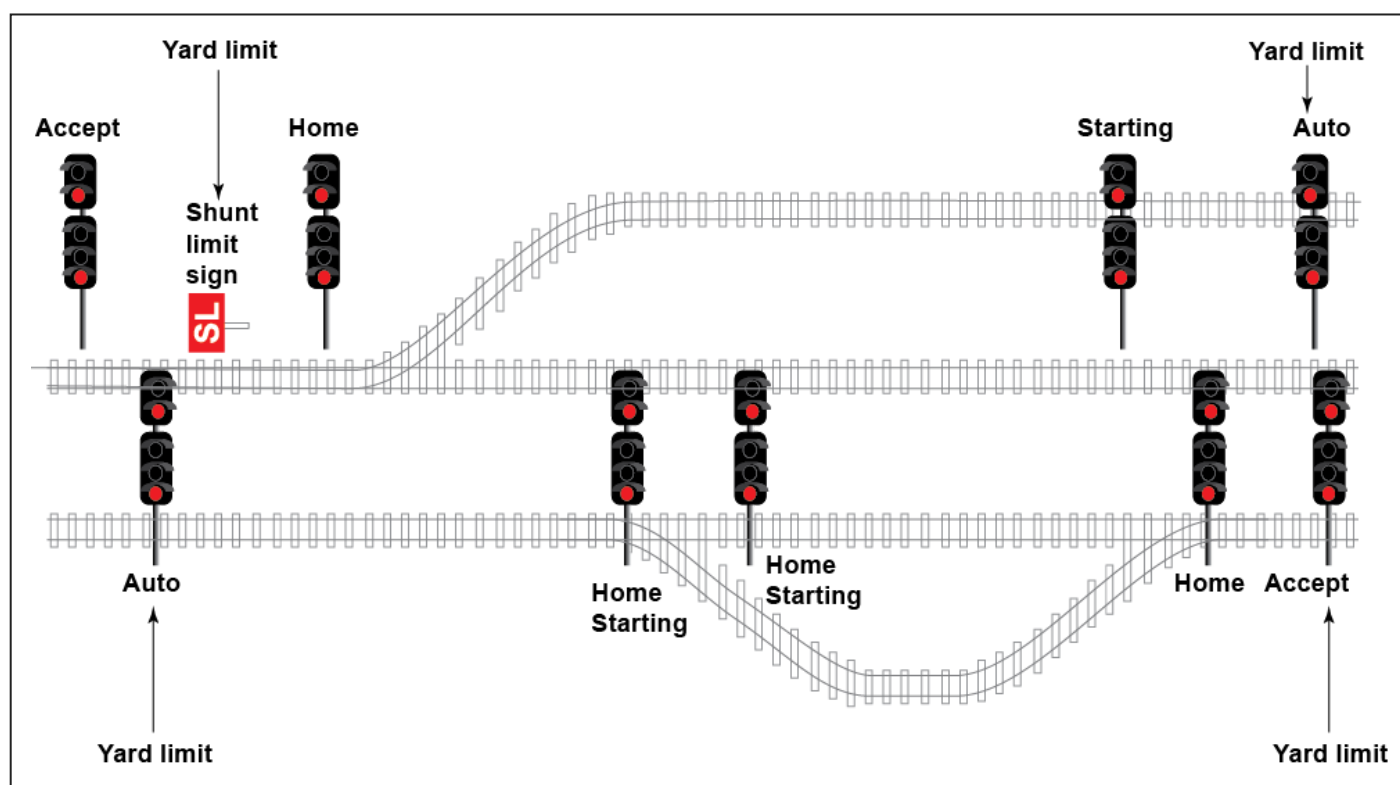 Yard limit
Yard limit
Accept
Home
Starting
Auto
Shunt
limit
sign
SL
Auto
Home
Starting
Home
Starting
Home
Accept
Yard limit
Yard limit